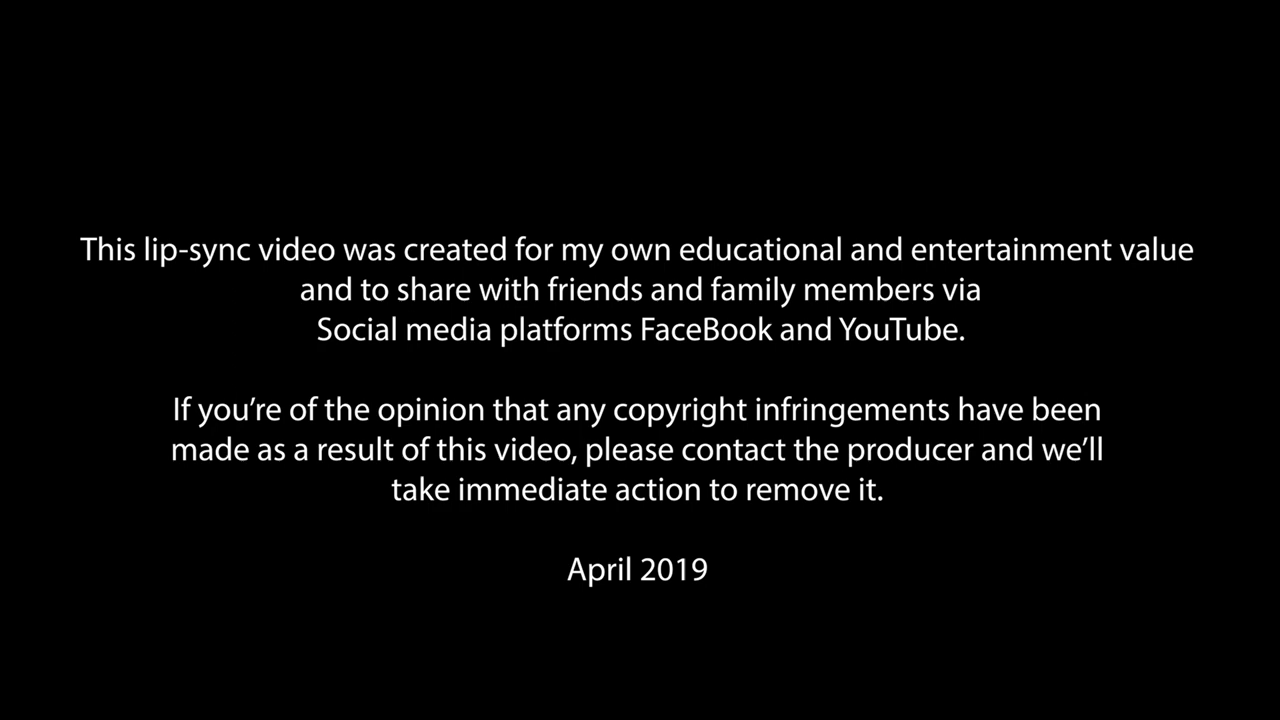 This lip-sync video was created for my own educational and entertainment value
and to share with friends and family members via
Social media platforms FaceBook and YouTube.
If you’re of the opinion that any copyright infringements have been
made as a result of this video, please contact the producer and we’ll
take immediate action to remove it.
April 2019